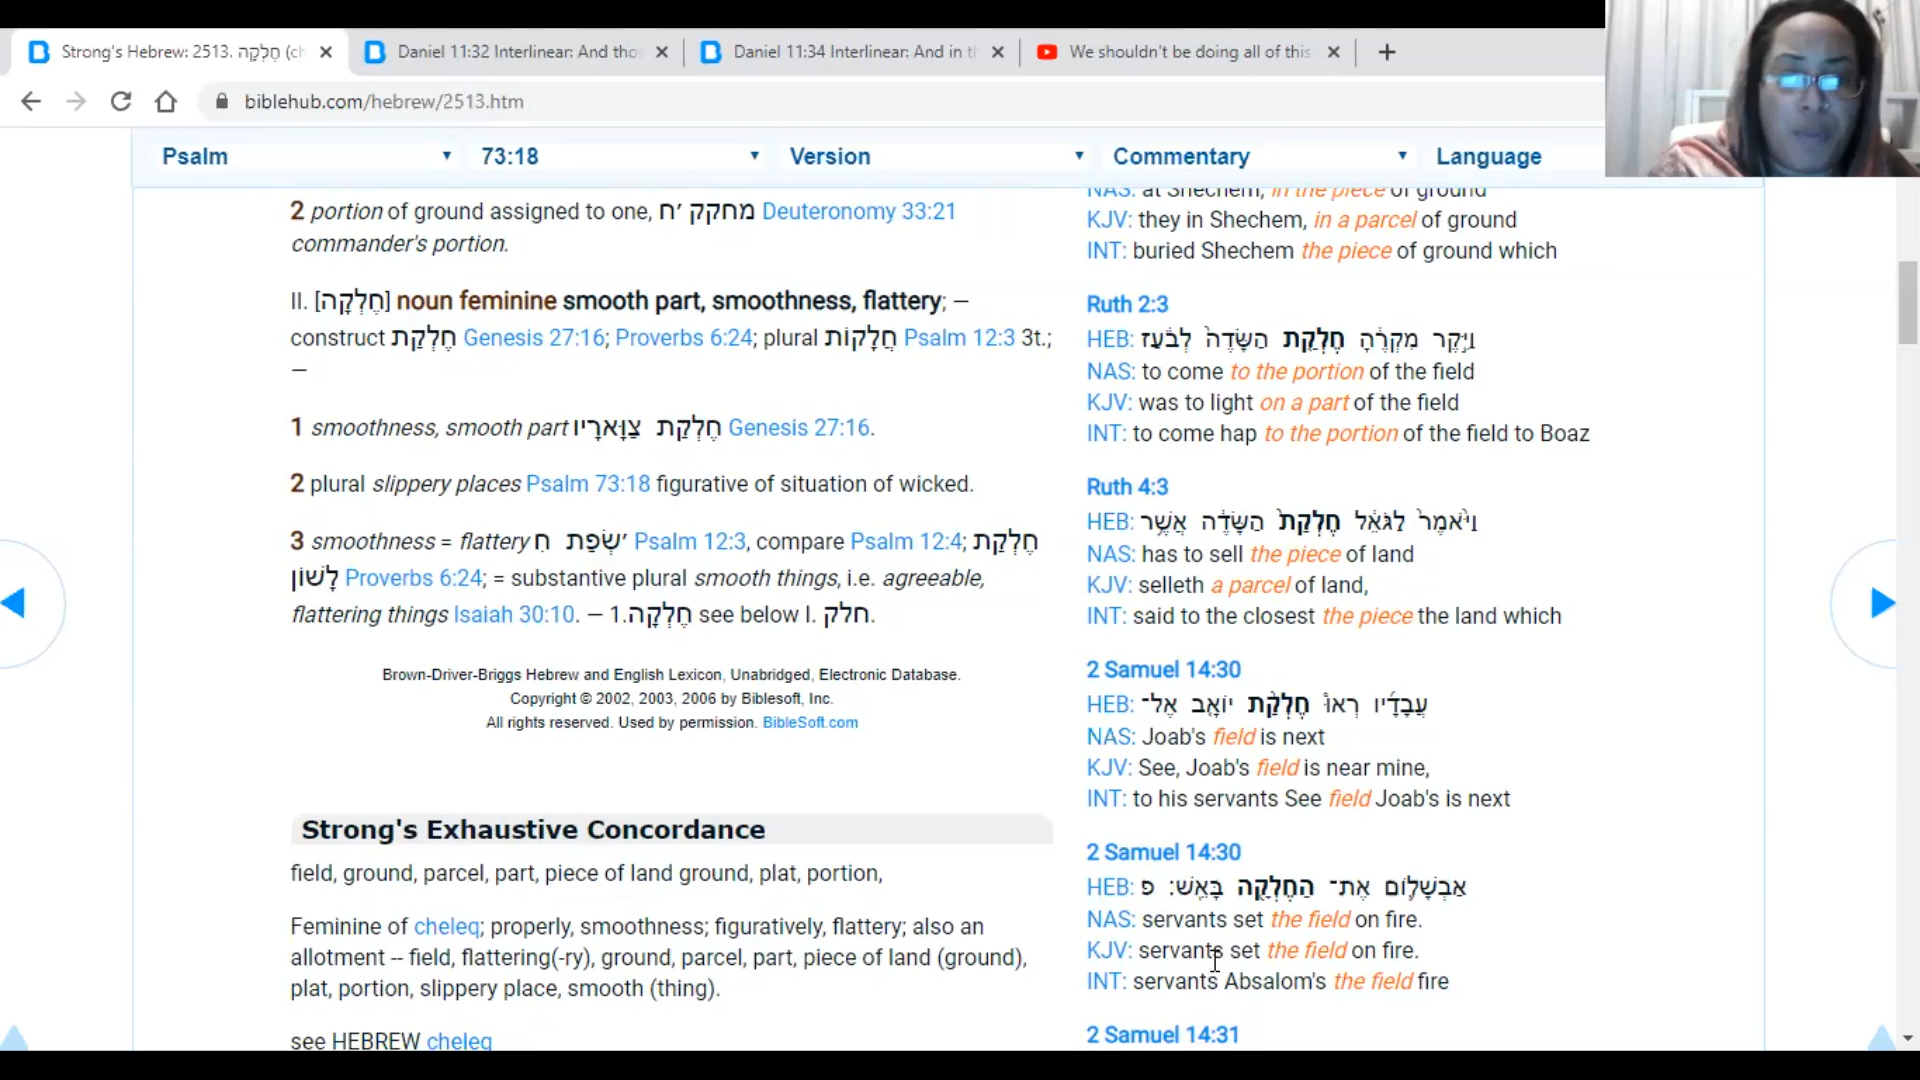 Strong's Hebrew: 2513. חֶלְקָה (ch
Daniel 11:32 Interlinear: And tho
Daniel 11:34 Interlinear: And in t
We shouldn't be doing all of this
biblehub.com/hebrew/2513.htm
Psalm 73:18 Version Commentary Language
2 portion of ground assigned to one, מחקק ׳ח Deuteronomy 33:21
commander's portion.
II. [חֶלְקָה] noun feminine smooth part, smoothness, flattery; —
construct חֶלְקַת Genesis 27:16; Proverbs 6:24; plural חֲלָקוֺת Psalm 12:3 3t.;
—
1 smoothness, smooth part חֶלְקַת צַוָּארָיו Genesis 27:16.
2 plural slippery places Psalm 73:18 figurative of situation of wicked.
3 smoothness = flattery ׳שְׂפַת חִ Psalm 12:3, compare Psalm 12:4; חֶלְקַת
לָשׁוֺן Proverbs 6:24; = substantive plural smooth things, i.e. agreeable,
flattering things Isaiah 30:10. — 1.חֶלְקָה see below I. חלק.
Brown-Driver-Briggs Hebrew and English Lexicon, Unabridged, Electronic Database.
Copyright © 2002, 2003, 2006 by Biblesoft, Inc.
All rights reserved. Used by permission. BibleSoft.com
Strong's Exhaustive Concordance
field, ground, parcel, part, piece of land ground, plat, portion,
Feminine of cheleq; properly, smoothness; figuratively, flattery; also an
allotment -- field, flattering(-ry), ground, parcel, part, piece of land (ground),
plat, portion, slippery place, smooth (thing).
see HEBREW cheleq
NAS: at Shechem, in the piece of ground
KJV: they in Shechem, in a parcel of ground
INT: buried Shechem the piece of ground which
Ruth 2:3
HEB: וַיִּ֣קֶר מִקְרֶ֔הָ חֶלְקַ֤ת הַשָּׂדֶה֙ לְבֹ֔עַז
NAS: to come to the portion of the field
KJV: was to light on a part of the field
INT: to come hap to the portion of the field to Boaz
Ruth 4:3
HEB: וַיֹּ֙אמֶר֙ לַגֹּאֵ֔ל חֶלְקַת֙ הַשָּׂדֶ֔ה אֲשֶׁ֥ר
NAS: has to sell the piece of land
KJV: selleth a parcel of land,
INT: said to the closest the piece the land which
2 Samuel 14:30
HEB: עֲבָדָ֡יו רְאוּ֩ חֶלְקַ֨ת יוֹאָ֤ב אֶל־
NAS: Joab's field is next
KJV: See, Joab's field is near mine,
INT: to his servants See field Joab's is next
2 Samuel 14:30
HEB: אַבְשָׁל֛וֹם אֶת־ הַחֶלְקָ֖ה בָּאֵֽשׁ׃ פ
NAS: servants set the field on fire.
KJV: servants set the field on fire.
INT: servants Absalom's the field fire
2 Samuel 14:31